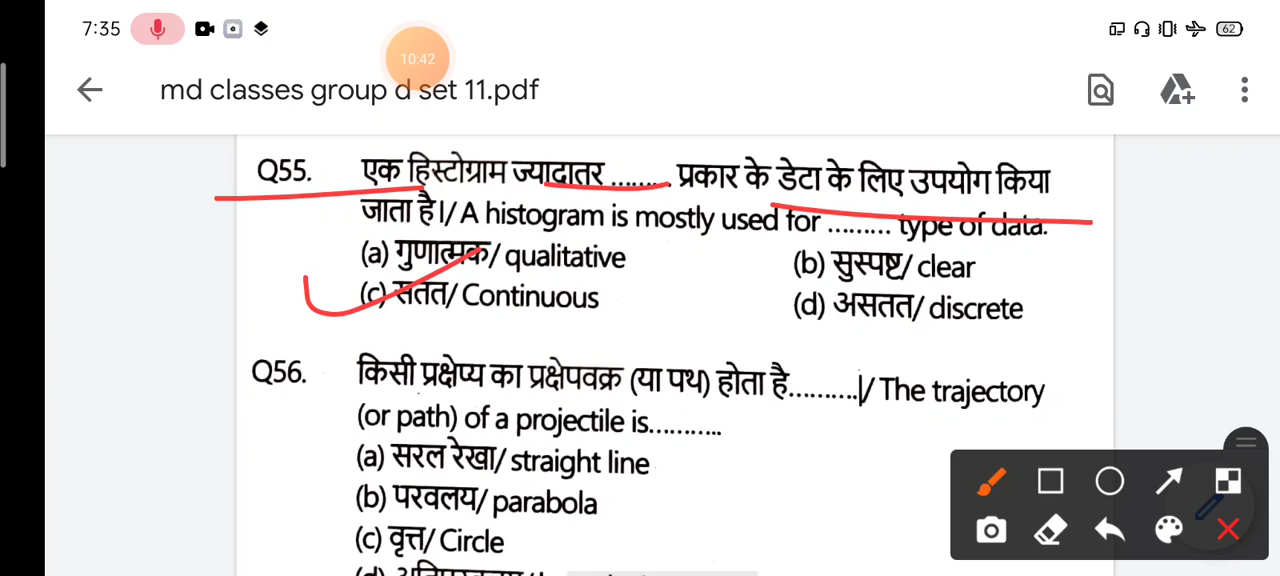 7:35
10:42
62
md classes group d set 11.pdf
Q55. एक हिस्टोग्राम ज्यादातर ........ प्रकार के डेटा के लिए उपयोग किया
जाता है।/ A histogram is mostly used for ......... type of data.
(a) गुणात्मक/ qualitative (b) सुस्पष्ट/ clear
(c) सतत/ Continuous (d) असतत/ discrete
Q56. किसी प्रक्षेप्य का प्रक्षेपवक्र (या पथ) होता है..........|/ The trajectory
(or path) of a projectile is...........
(a) सरल रेखा/ straight line
(b) परवलय/ parabola
(c) वृत्त/ Circle